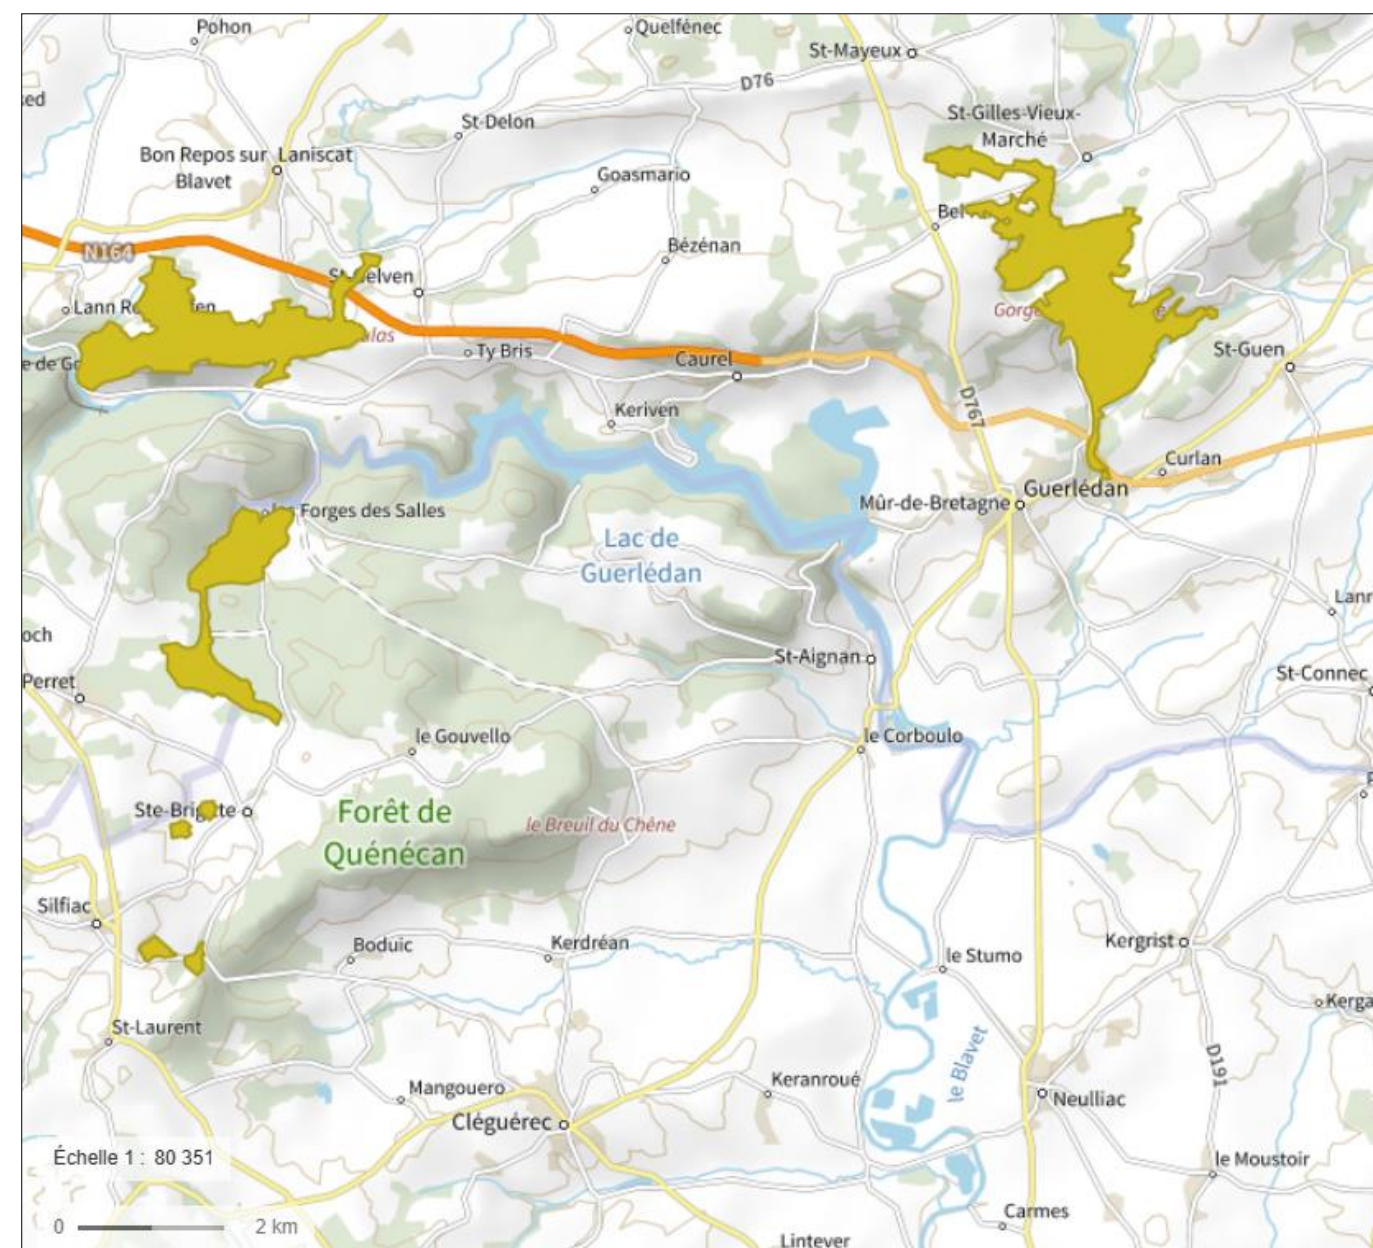 Pohon
Quelfénec
St-Mayeux
D76
St-Gilles-Vieux-
Marché
St-Delon
Bon Repos sur Laniscat
Blavet
Goasmario
Bel
Bézénan
N164
Lann
Gorge
Ty Bris
Caurel
St-Guen
D767
Keriven
Curlan
Guerlédan
Mûr-de-Bretagne
Forges des Salles
Lac de
Guerlédan
Lanr
och
St-Aignan
Perret
St-Connec
le Gouvello
le Corboulo
Forêt de
Quénécan
le Breuil du Chêne
Silfiac
Boduic
Kerdréan
Kergrist
le Stumo
Kerga
St-Laurent
le Blavet
D191
Mangouero
Keranroué
Neulliac
Cléguérec
Échelle 1 : 80 351
le Moustoir
0
2 km
Carmes
Lintever